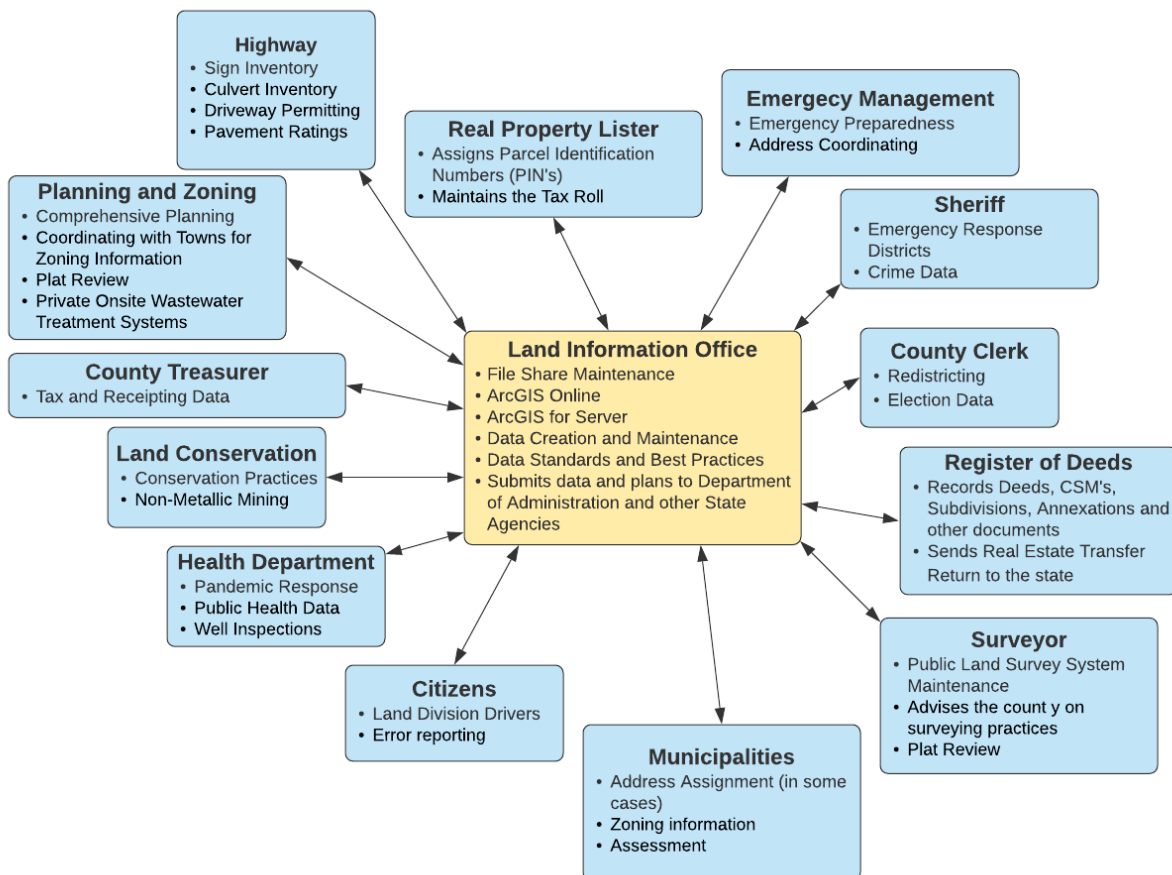 Highway
• Sign Inventory
• Culvert Inventory
• Driveway Permitting
• Pavement Ratings
Real Property Lister
• Assigns Parcel Identification
Numbers (PIN's)
• Maintains the Tax Roll
Emergecy Management
• Emergency Preparedness
• Address Coordinating
Planning and Zoning
• Comprehensive Planning
• Coordinating with Towns for
Zoning Information
• Plat Review
• Private Onsite Wastewater
Treatment Systems
Sheriff
• Emergency Response
Districts
• Crime Data
Land Information Office
• File Share Maintenance
• ArcGIS Online
• ArcGIS for Server
• Data Creation and Maintenance
• Data Standards and Best Practices
• Submits data and plans to Department
of Administration and other State
Agencies
County Treasurer
• Tax and Receipting Data
County Clerk
• Redistricting
• Election Data
Land Conservation
• Conservation Practices
• Non-Metallic Mining
Register of Deeds
• Records Deeds, CSM's,
Subdivisions, Annexations and
other documents
• Sends Real Estate Transfer
Return to the state
Health Department
• Pandemic Response
• Public Health Data
• Well Inspections
Surveyor
• Public Land Survey System
Maintenance
• Advises the count y on
surveying practices
• Plat Review
Citizens
• Land Division Drivers
• Error reporting
Municipalities
• Address Assignment (in some
cases)
• Zoning information
• Assessment